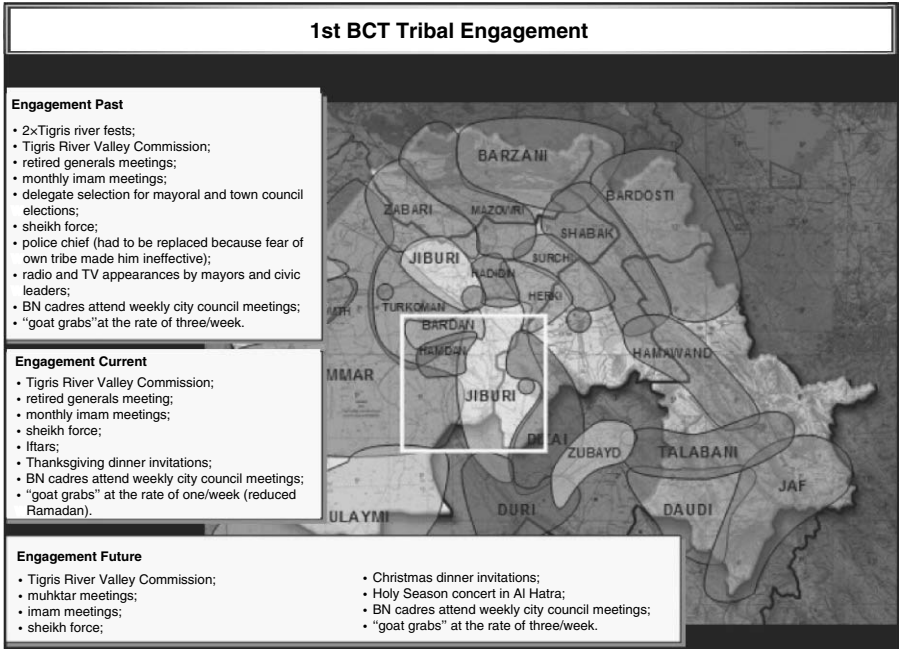 1st BCT Tribal Engagement
Engagement Past
• 2×Tigris river fests;
• Tigris River Valley Commission;
• retired generals meetings;
• monthly imam meetings;
• delegate selection for mayoral and town council
elections;
• sheikh force;
• police chief (had to be replaced because fear of
own tribe made him ineffective);
• radio and TV appearances by mayors and civic
leaders;
• BN cadres attend weekly city council meetings;
• “goat grabs”at the rate of three/week.
Engagement Current
• Tigris River Valley Commission;
• retired generals meeting;
• monthly imam meetings;
• sheikh force;
• Iftars;
• Thanksgiving dinner invitations;
• BN cadres attend weekly city council meetings;
• “goat grabs” at the rate of one/week (reduced
Ramadan).
Engagement Future
• Tigris River Valley Commission;
• muhktar meetings;
• imam meetings;
• sheikh force;
• Christmas dinner invitations;
• Holy Season concert in Al Hatra;
• BN cadres attend weekly city council meetings;
• “goat grabs” at the rate of three/week.
BARZANI
BARDOSTI
ZABARI
MAZOWRI
SHABAK
JIBURI
SURCHI
HADIDIN
HERKI
TURKOMAN
BARDAN
HAMDAN
HAMAWAND
MMAR
JIBURI
DIZAI
ZUBAYD
TALABANI
JAF
ULAYMI
DURI
DAUDI